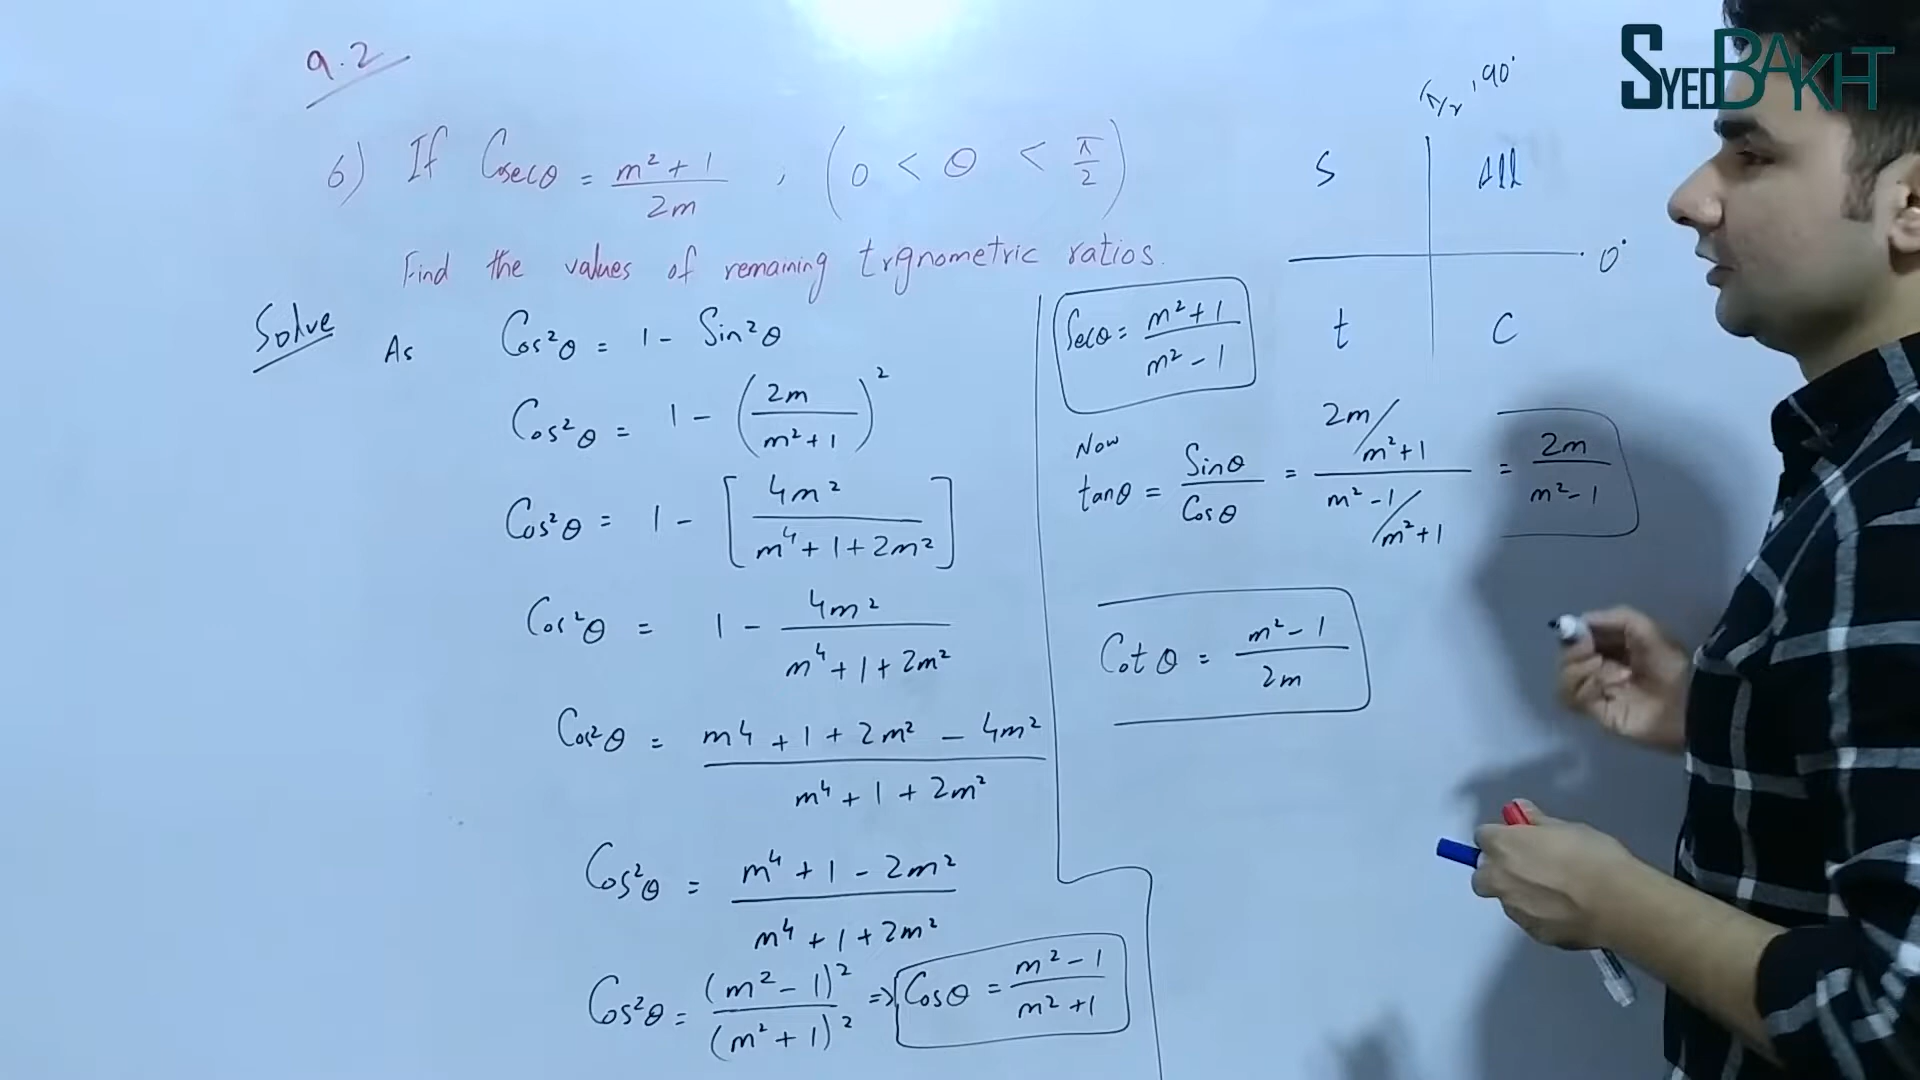 9.2
6) If Cosecθ = (m² + 1)/(2m) , (0 < θ < π/2)
Find the values of remaining trgnometric ratios.
Solve
As Cos²θ = 1 - Sin²θ
Cos²θ = 1 - (2m/(m² + 1))²
Cos²θ = 1 - [4m²/(m⁴ + 1 + 2m²)]
Cos²θ = 1 - 4m²/(m⁴ + 1 + 2m²)
Cos²θ = (m4 + 1 + 2m² - 4m²)/(m⁴ + 1 + 2m²)
Cos²θ = (m⁴ + 1 - 2m²)/(m⁴ + 1 + 2m²)
Cos²θ = (m² - 1)²/(m² + 1)² ⇒ Cosθ = (m² - 1)/(m² + 1)
Secθ = (m² + 1)/(m² - 1)
Now
tanθ = Sinθ/Cosθ = (2m/m²+1)/(m²-1/m²+1) = 2m/(m²-1)
Cot θ = (m² - 1)/(2m)
π/2 , 90°
S All
0°
t C
SYED BAKHT